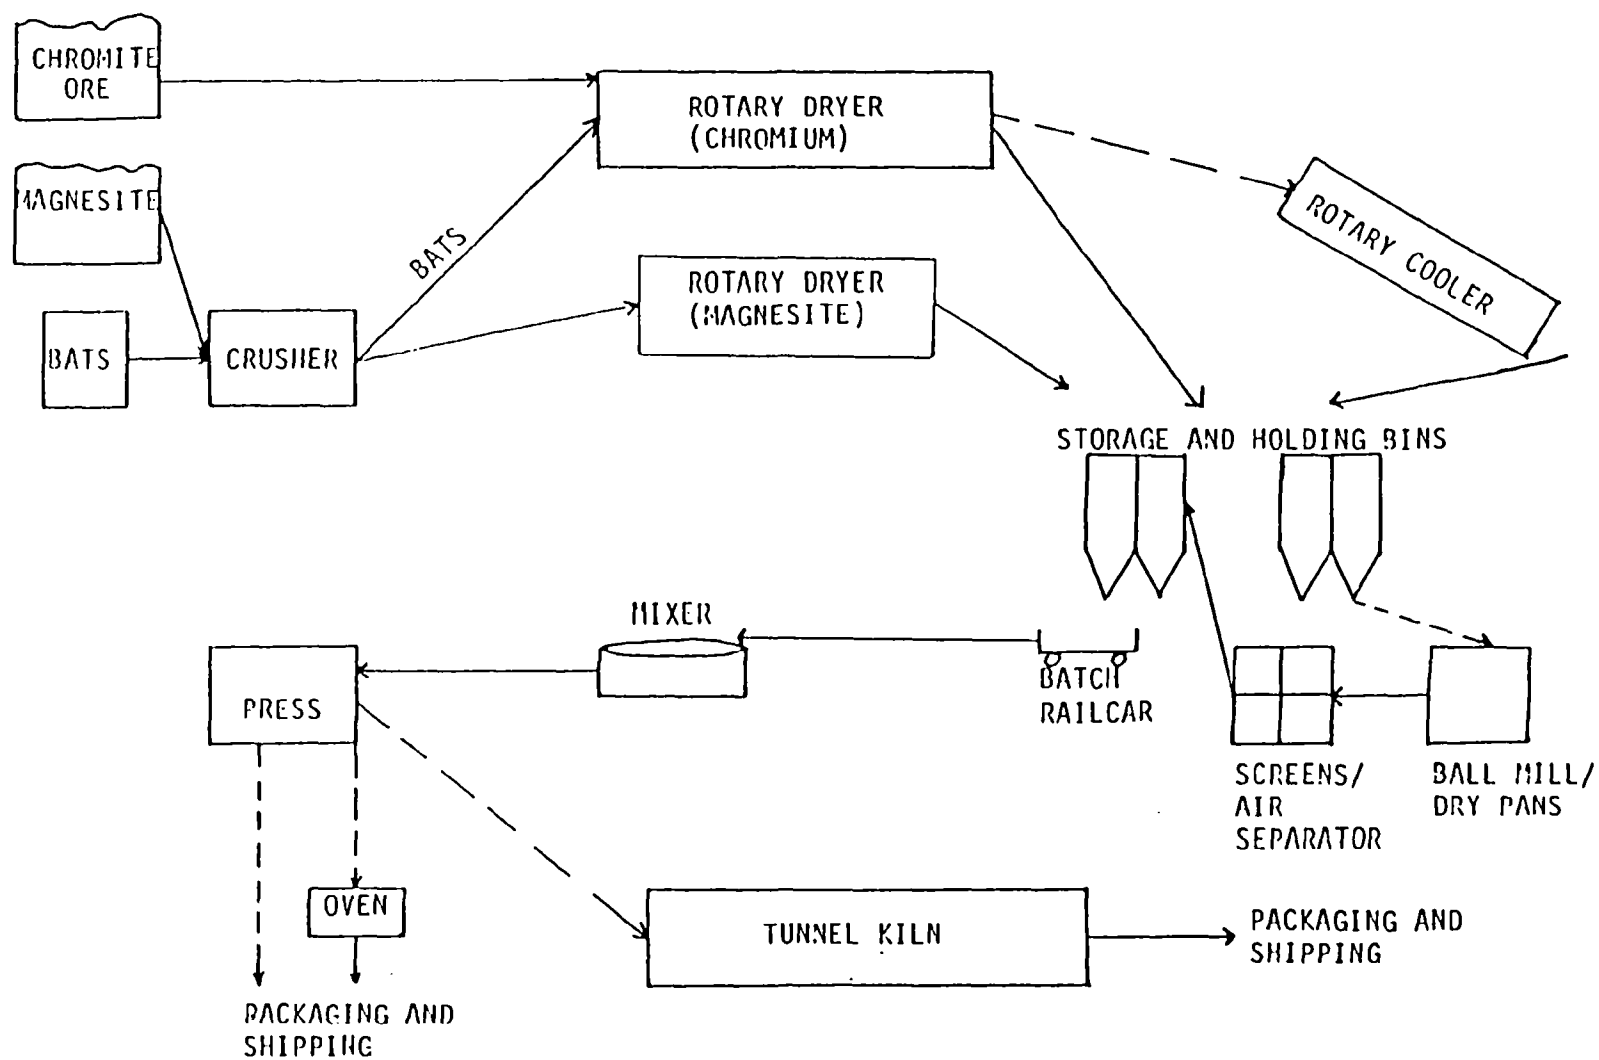 CHROMITE
ORE
ROTARY DRYER
(CHROMIUM)
MAGNESITE
ROTARY COOLER
BATS
ROTARY DRYER
(MAGNESITE)
BATS
CRUSHER
STORAGE AND HOLDING BINS
MIXER
BATCH
RAILCAR
PRESS
SCREENS/
AIR
SEPARATOR
BALL MILL/
DRY PANS
OVEN
TUNNEL KILN
PACKAGING AND
SHIPPING
PACKAGING AND
SHIPPING